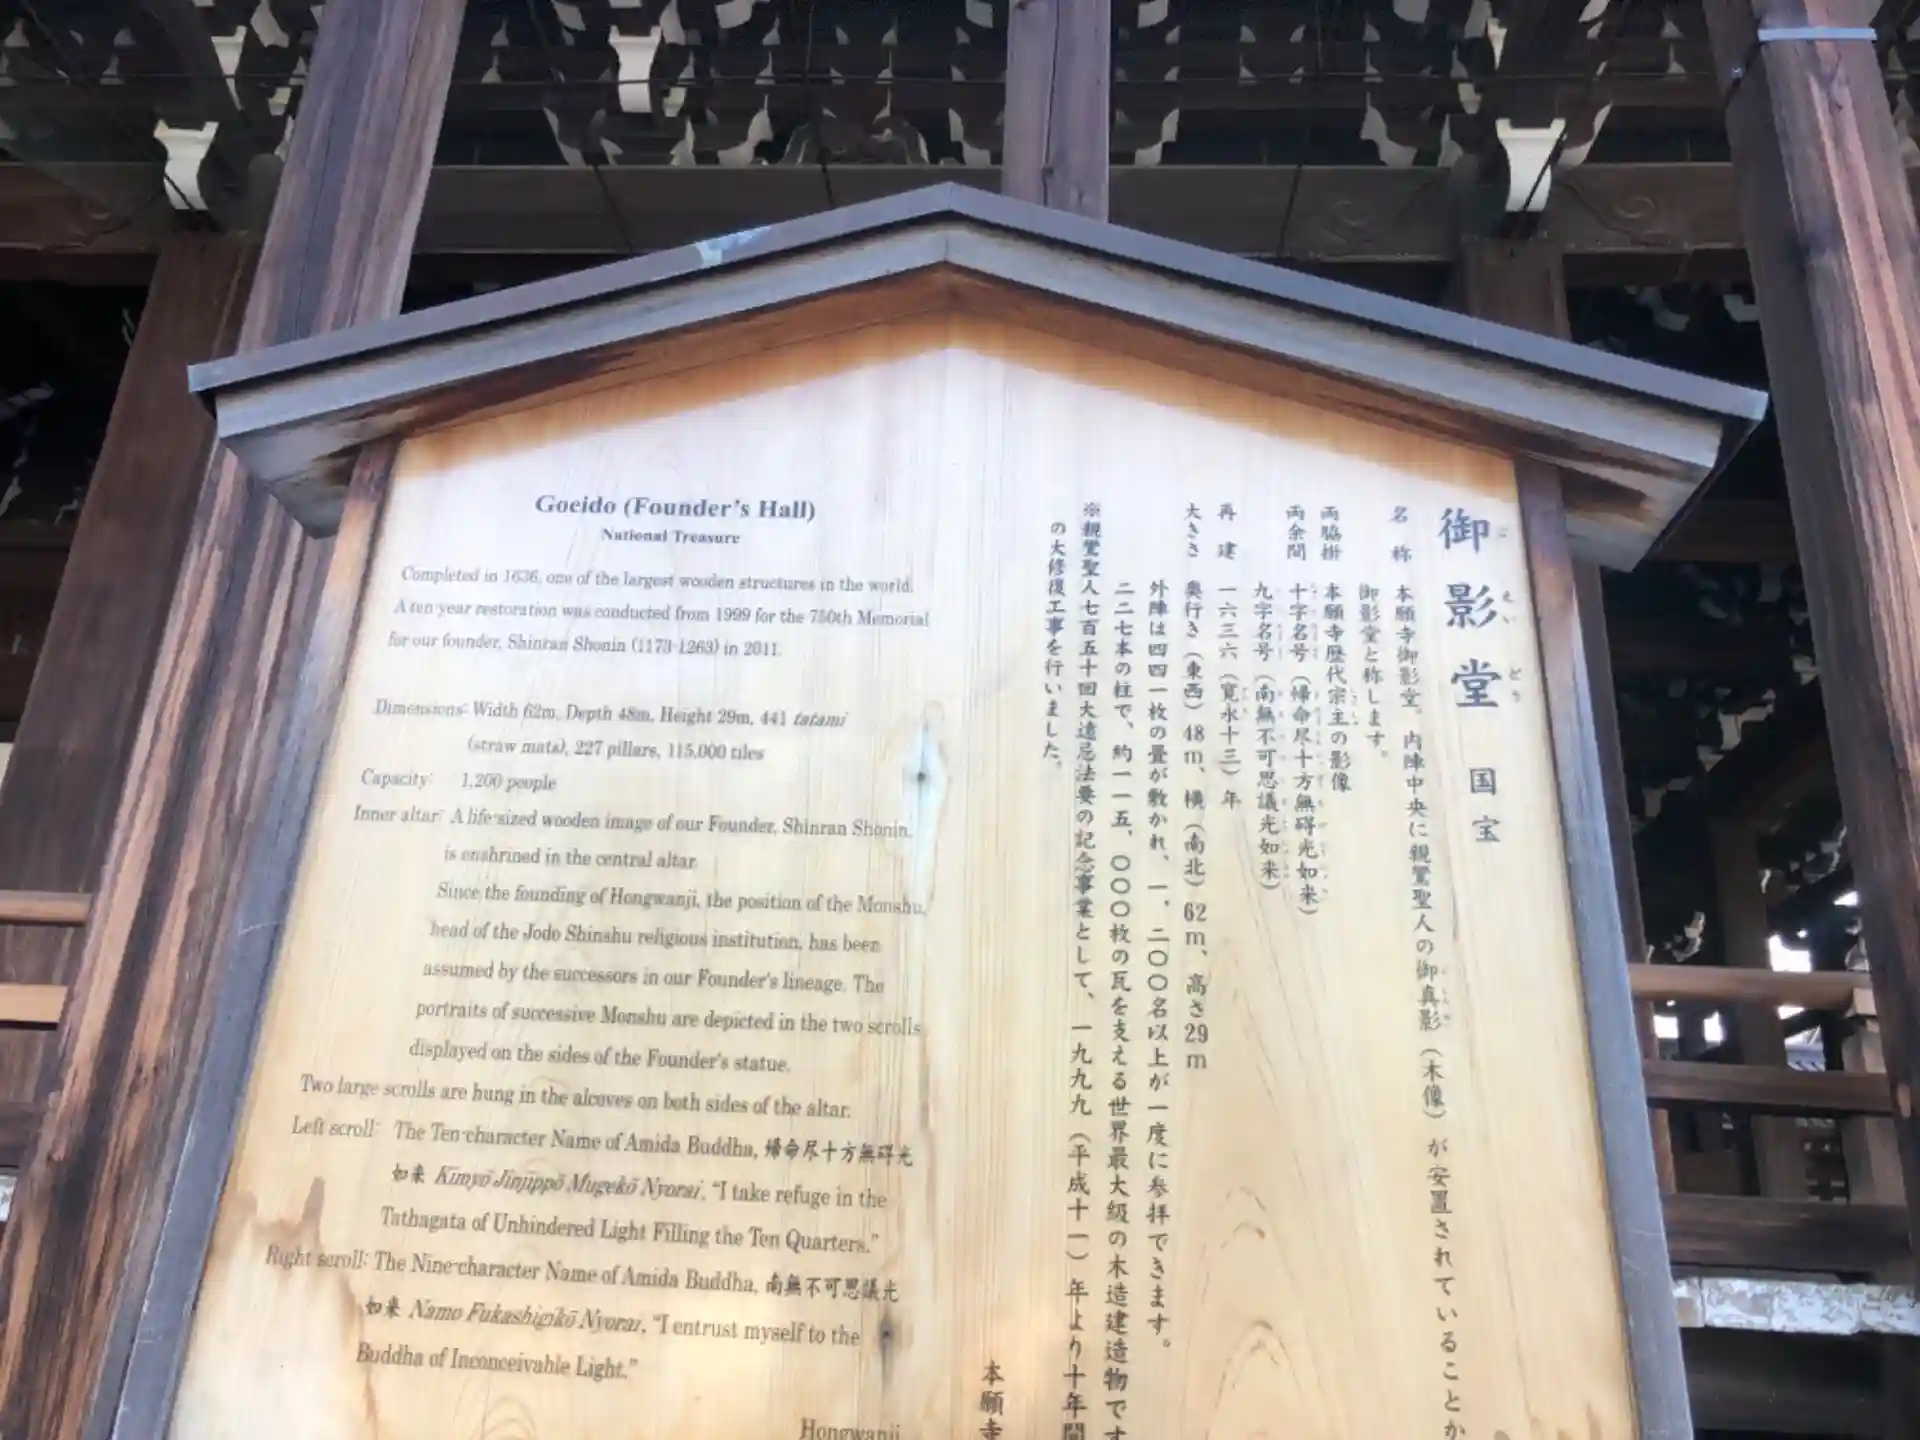 Goeido (Founder's Hall)
National Treasure
Completed in 1636, one of the largest wooden structures in the world.
A ten-year restoration was conducted from 1999 for the 750th Memorial
for our founder, Shinran Shonin (1173-1263) in 2011.
Dimensions: Width 62m, Depth 48m, Height 29m, 441 tatami
(straw mats), 227 pillars, 115,000 tiles
Capacity: 1,200 people
Inner altar: A life-sized wooden image of our Founder, Shinran Shonin,
is enshrined in the central altar.
Since the founding of Hongwanji, the position of the Monshu,
head of the Jodo Shinshu religious institution, has been
assumed by the successors in our Founder's lineage. The
portraits of successive Monshu are depicted in the two scrolls
displayed on the sides of the Founder's statue.
Two large scrolls are hung in the alcoves on both sides of the altar.
Left scroll: The Ten-character Name of Amida Buddha, 帰命尽十方無碍光
如来 Kimyō Jinjippō Mugekō Nyorai, "I take refuge in the
Tathagata of Unhindered Light Filling the Ten Quarters."
Right scroll: The Nine-character Name of Amida Buddha, 南無不可思議光
如来 Namo Fukashigikō Nyorai, "I entrust myself to the
Buddha of Inconceivable Light."
Hongwanji
御影堂 国宝
名称 本願寺御影堂。内陣中央に親鸞聖人の御真影（木像）が安置されていることか
御影堂と称します。
両脇掛 本願寺歴代宗主の影像
両余間 十字名号（帰命尽十方無碍光如来）
九字名号（南無不可思議光如来）
再建 一六三六（寛永十三）年
大きさ 奥行き（東西）48m、横（南北）62m、高さ29m
外陣は四四一枚の畳が敷かれ、一，二〇〇名以上が一度に参拝できます。
二二七本の柱で、約一一五，〇〇〇枚の瓦を支える世界最大級の木造建造物です
※親鸞聖人七百五十回大遠忌法要の記念事業として、一九九九（平成十一）年より十年間
の大修復工事を行いました。
本願寺